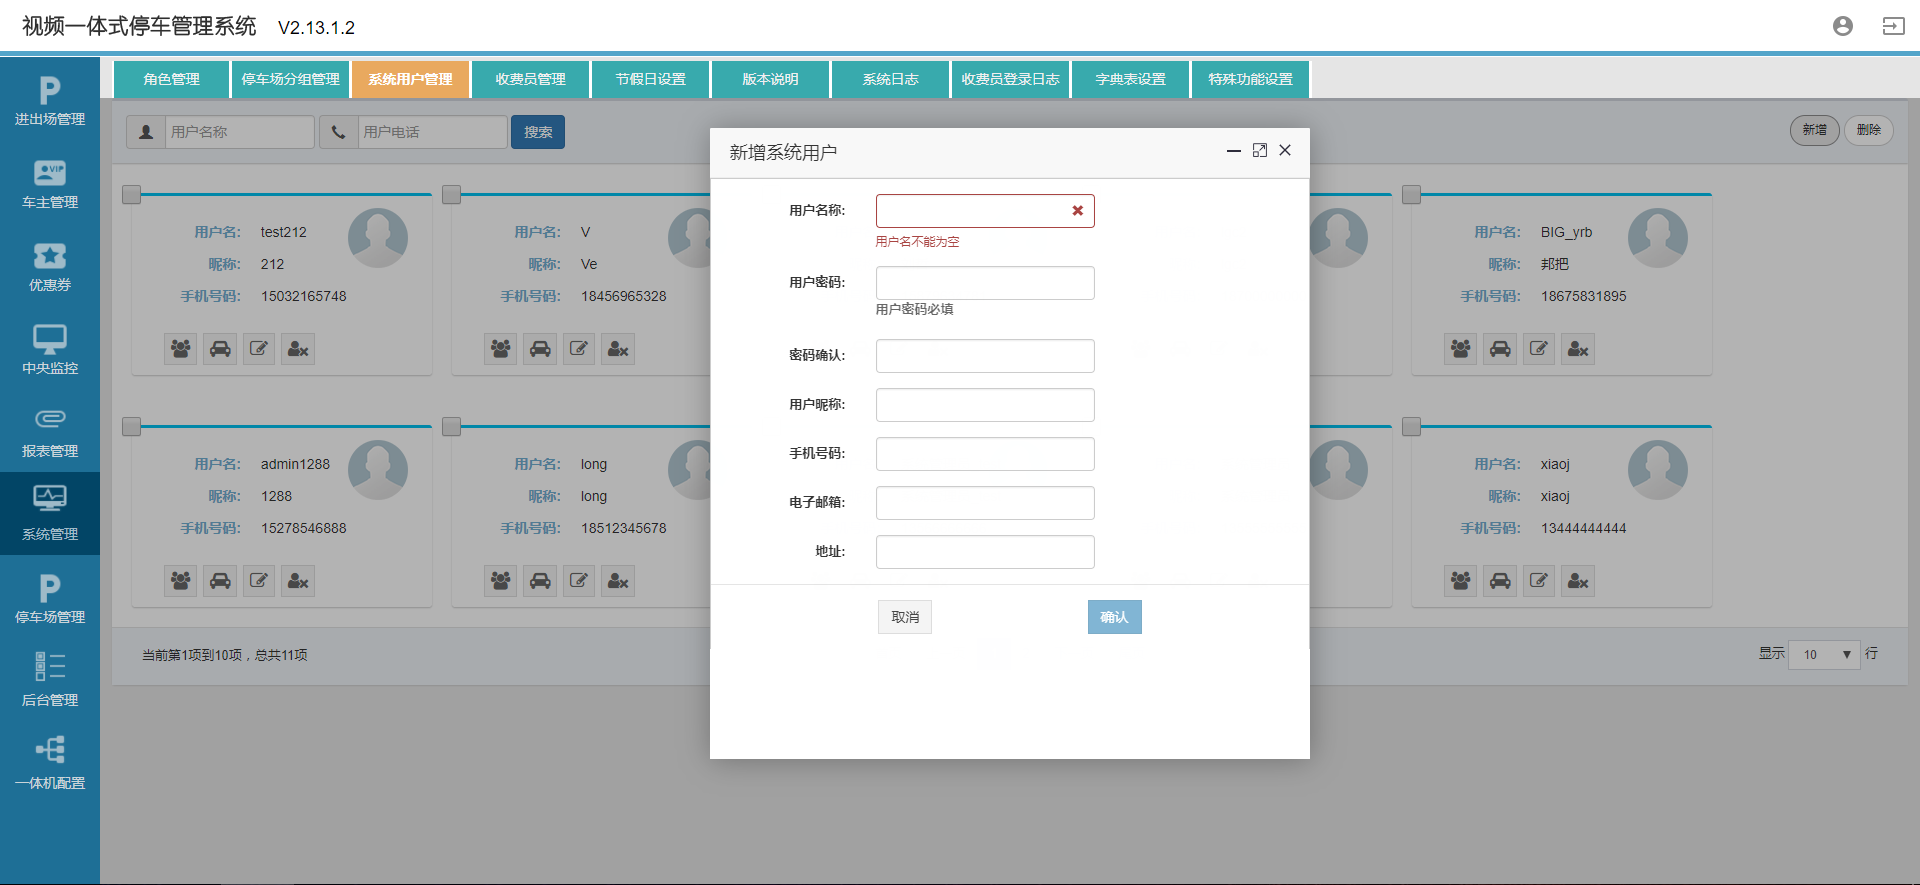 视频一体式停车管理系统 V2.13.1.2
角色管理 停车场分组管理 系统用户管理 收费员管理 节假日设置 版本说明 系统日志 收费员登录日志 字典表设置 特殊功能设置
进出场管理
车主管理
优惠券
中央监控
报表管理
系统管理
停车场管理
后台管理
一体机配置
用户名称 用户电话 搜索 新增 删除
用户名: test212
昵称: 212
手机号码: 15032165748
用户名: V
昵称: Ve
手机号码: 18456965328
用户名: BIG_yrb
昵称: 邦把
手机号码: 18675831895
用户名: admin1288
昵称: 1288
手机号码: 15278546888
用户名: long
昵称: long
手机号码: 18512345678
用户名: xiaoj
昵称: xiaoj
手机号码: 13444444444
当前第1项到10项，总共11项
显示 10 行
新增系统用户
用户名称:
用户名不能为空
用户密码:
用户密码必填
密码确认:
用户昵称:
手机号码:
电子邮箱:
地址:
取消 确认